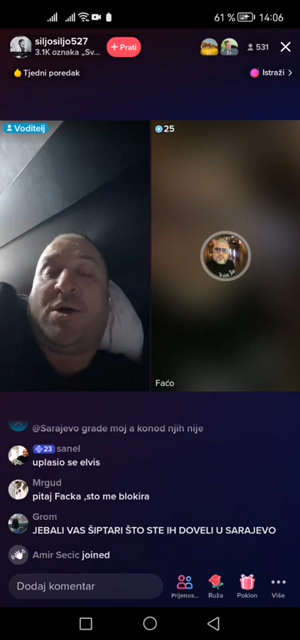 61 % 14:06
siljosiljo527
3.1K oznaka „Sv...
+ Prati
531
Tjedni poredak
Istraži >
Voditelj
25
Faćo
@Sarajevo grade moj a konod njih nije
23 sanel
uplasio se elvis
Mrgud
pitaj Facka ,sto me blokira
Grom
JEBALI VAS ŠIPTARI ŠTO STE IH DOVELI U SARAJEVO
Amir Secic joined
Dodaj komentar
Prijenos...
Ruža
Poklon
Više